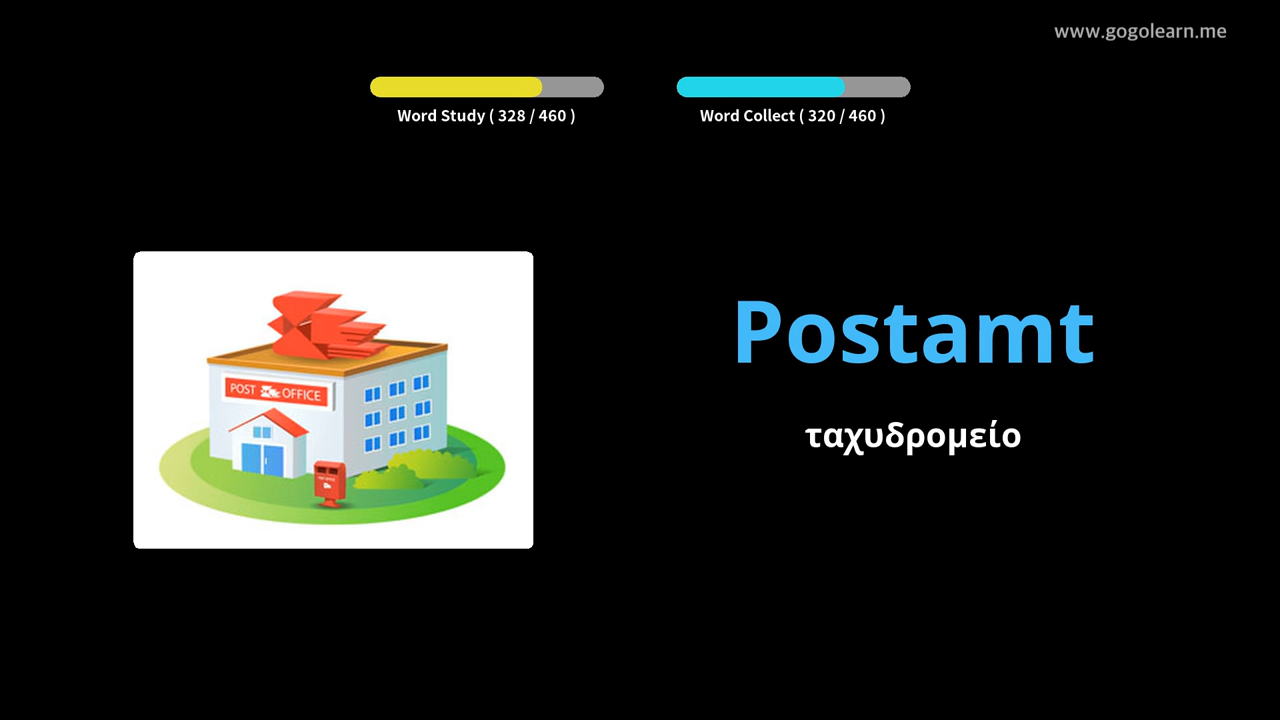 www.gogolearn.me
Word Study ( 328 / 460 )
Word Collect ( 320 / 460 )
POST OFFICE
Postamt
ταχυδρομείο